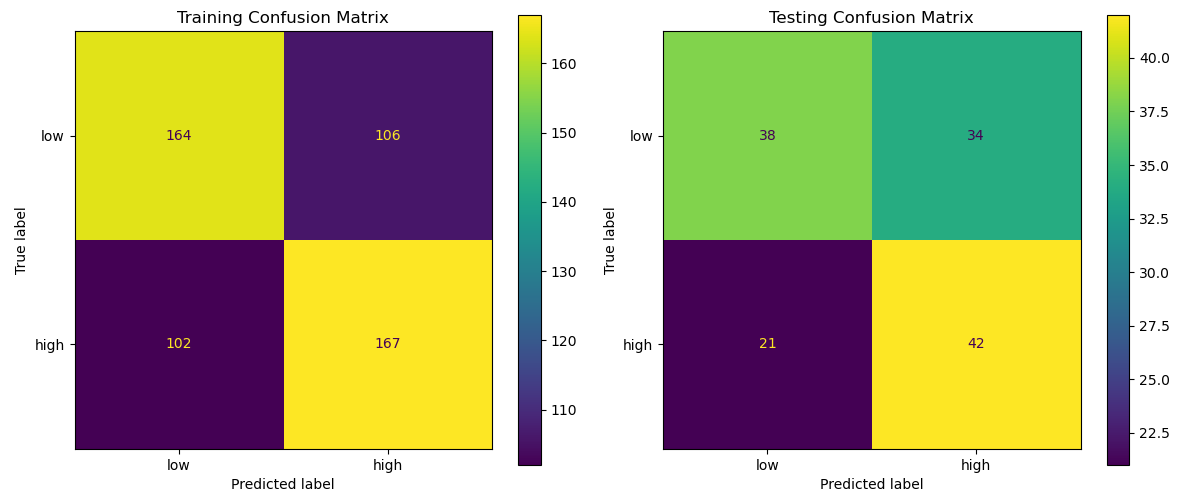 Training Confusion Matrix
True label
low
high
164
106
102
167
low
high
Predicted label
160
150
140
130
120
110
Testing Confusion Matrix
True label
low
high
38
34
21
42
low
high
Predicted label
40.0
37.5
35.0
32.5
30.0
27.5
25.0
22.5